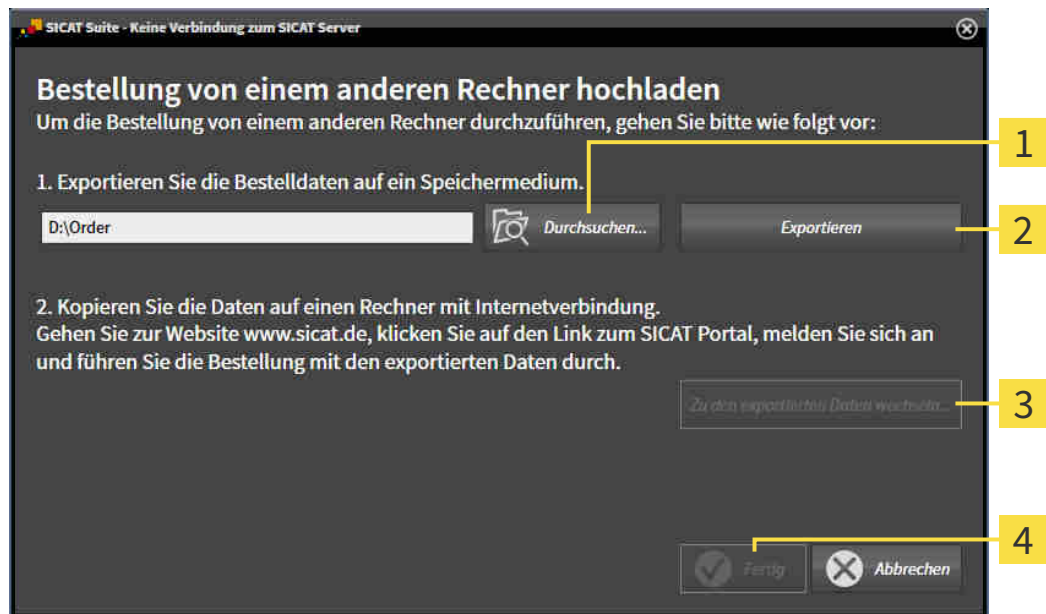 SICAT Suite - Keine Verbindung zum SICAT Server
Bestellung von einem anderen Rechner hochladen
Um die Bestellung von einem anderen Rechner durchzuführen, gehen Sie bitte wie folgt vor:
1
1. Exportieren Sie die Bestelldaten auf ein Speichermedium.
D:\Order
Durchsuchen...
Exportieren
2
2. Kopieren Sie die Daten auf einen Rechner mit Internetverbindung.
Gehen Sie zur Website www.sicat.de, klicken Sie auf den Link zum SICAT Portal, melden Sie sich an
und führen Sie die Bestellung mit den exportierten Daten durch.
Zu den exportierten Daten wechseln...
3
4
Fertig
Abbrechen